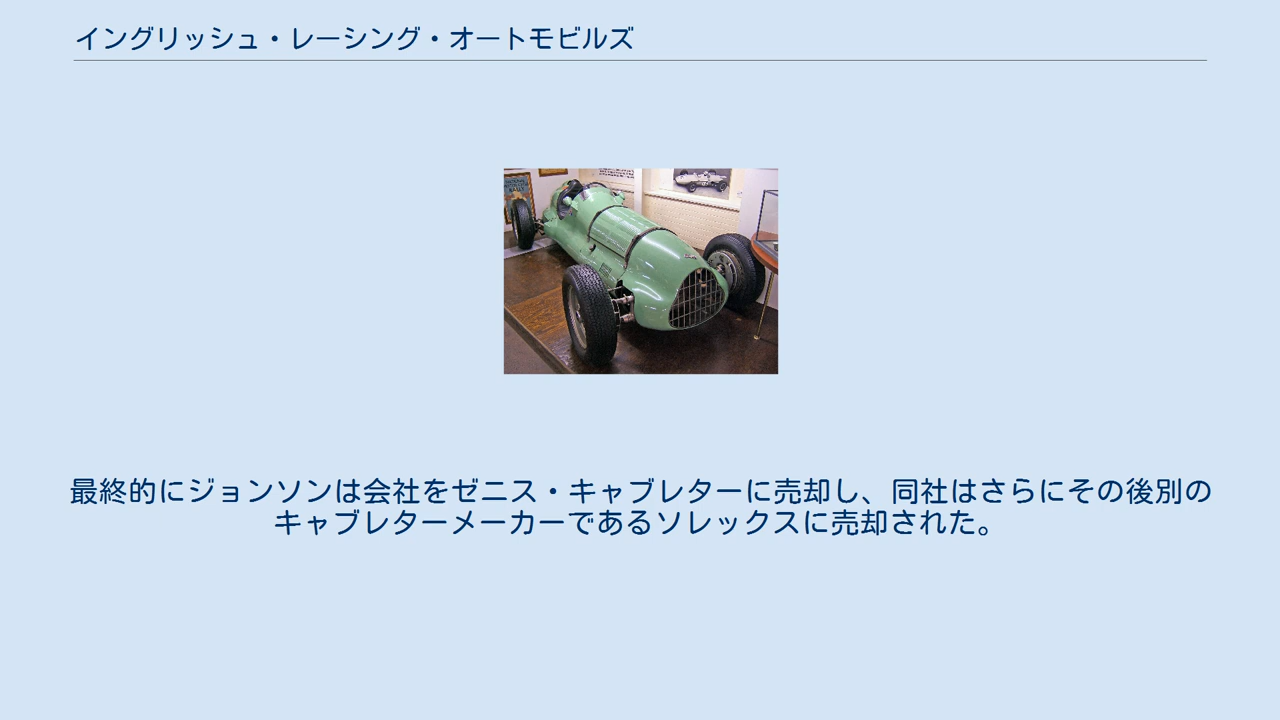 イングリッシュ・レーシング・オートモビルズ
最終的にジョンソンは会社をゼニス・キャブレターに売却し、同社はさらにその後別の
キャブレターメーカーであるソレックスに売却された。